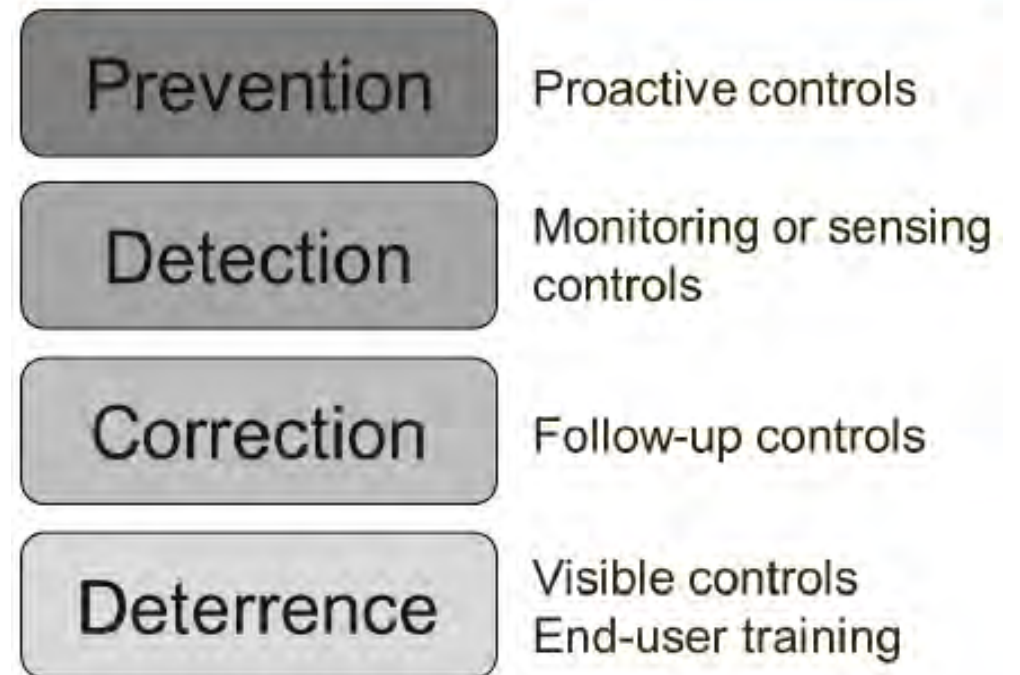 Prevention
Proactive controls
Detection
Monitoring or sensing
controls
Correction
Follow-up controls
Deterrence
Visible controls
End-user training